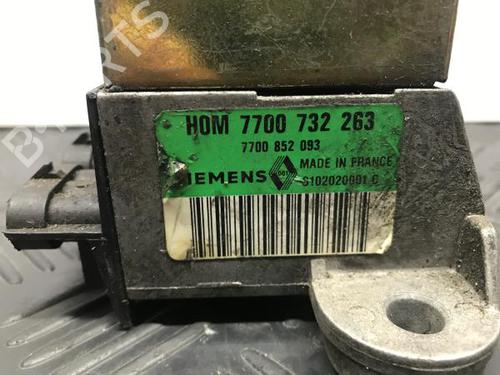 HOM 7700 732 263
7700 852 093
MADE IN FRANCE
SIEMENS
S102020001 C